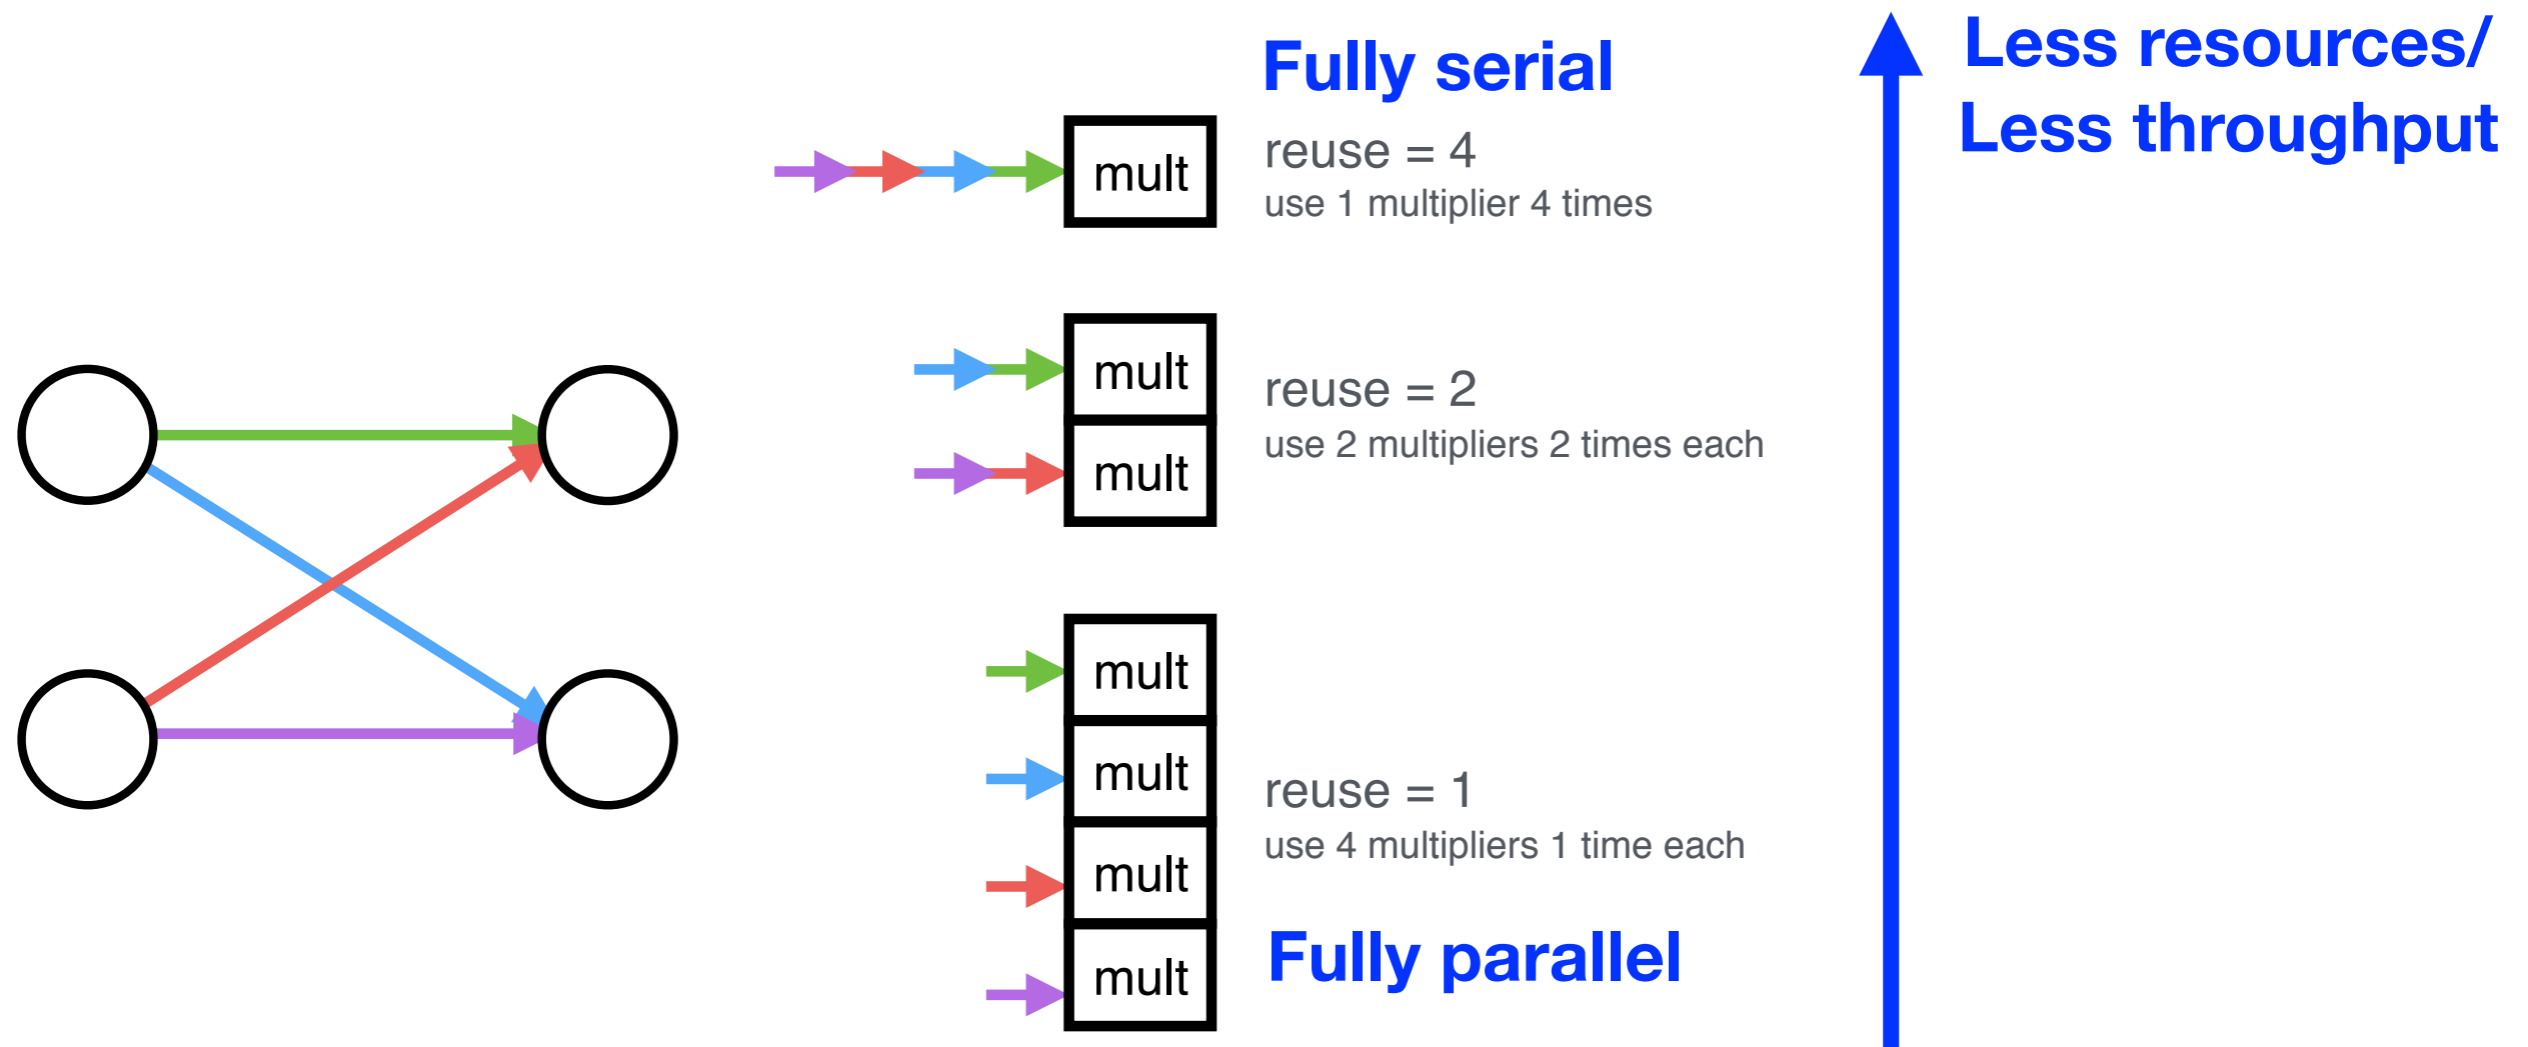 Fully serial
mult
reuse = 4
use 1 multiplier 4 times
mult
mult
reuse = 2
use 2 multipliers 2 times each
mult
mult
mult
mult
reuse = 1
use 4 multipliers 1 time each
Fully parallel
Less resources/
Less throughput